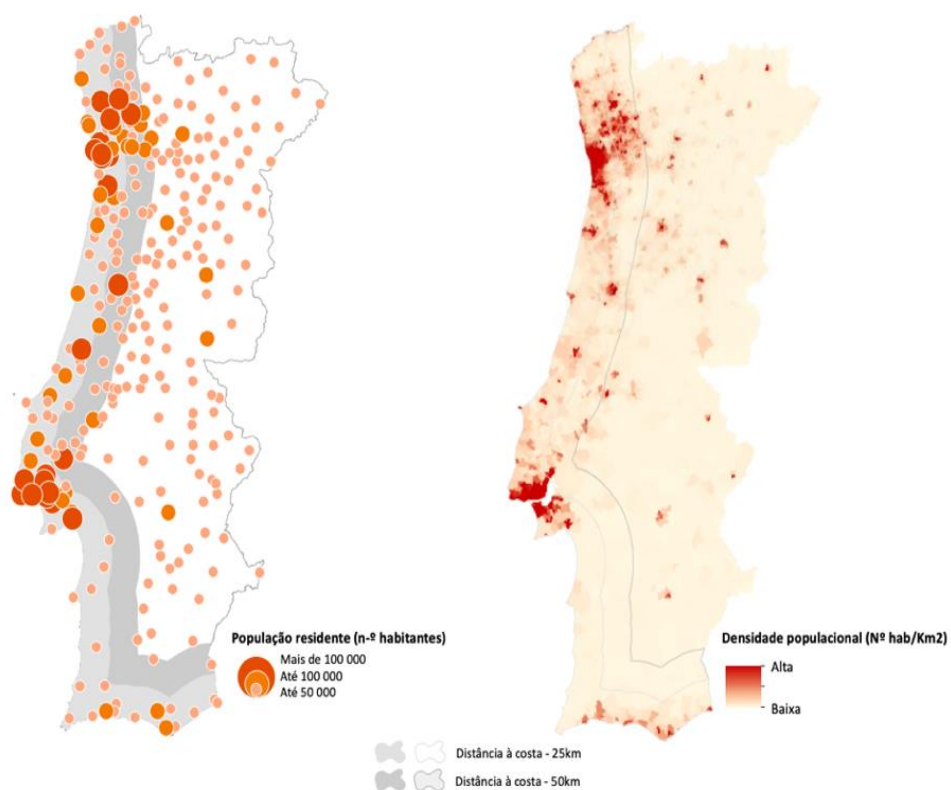 População residente (n-º habitantes)
Mais de 100 000
Até 100 000
Até 50 000
Densidade populacional (Nº hab/Km2)
Alta
Baixa
Distância à costa - 25km
Distância à costa - 50km